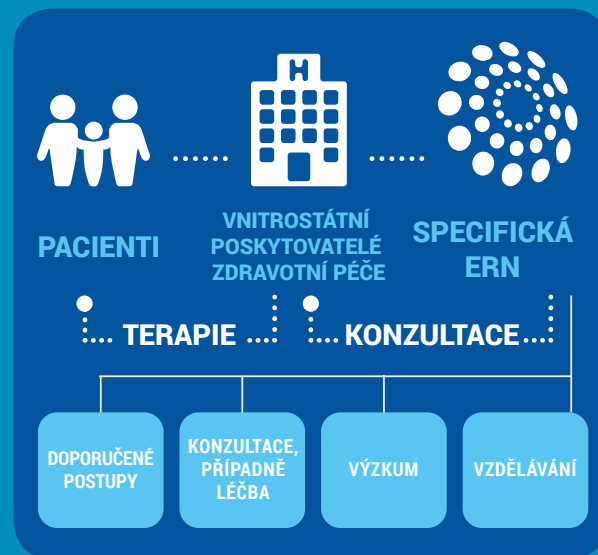 H
PACIENTI
VNITROSTÁTNÍ
POSKYTOVATELÉ
ZDRAVOTNÍ PÉČE
SPECIFICKÁ
ERN
TERAPIE
KONZULTACE
DOPORUČENÉ
POSTUPY
KONZULTACE,
PŘÍPADNĚ
LÉČBA
VÝZKUM
VZDĚLÁVÁNÍ